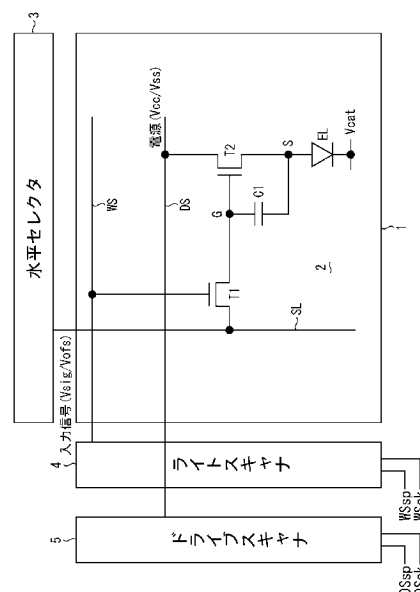 3
水平セレクタ
入力信号(Vsig/Vofs)
WS
電源(Vcc/Vss)
DS
T2
G
C1
S
EL
Vcat
T1
SL
2
1
4
ライトスキャナ
5
ドライブスキャナ
WSsp